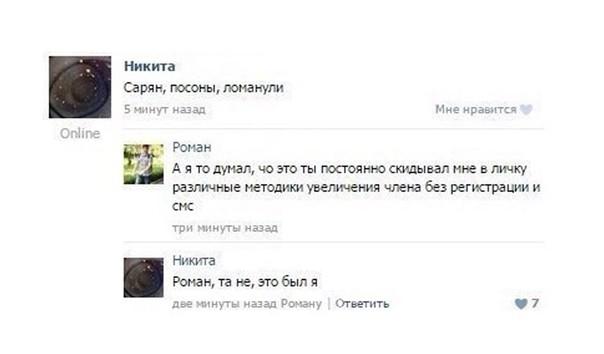 Никита
Сарян, посоны, ломанули
5 минут назад
Мне нравится
Online
Роман
А я то думал, чо это ты постоянно скидывал мне в личку
различные методики увеличения члена без регистрации и
смс
три минуты назад
Никита
Роман, та не, это был я
две минуты назад Роману | Ответить
7